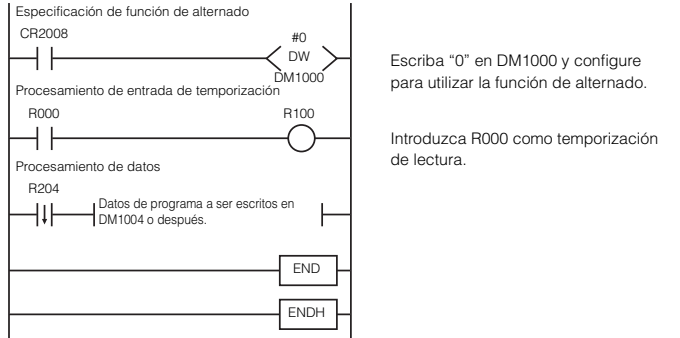 Especificación de función de alternado
CR2008
#0
DW
DM1000
Escriba “0” en DM1000 y configure
para utilizar la función de alternado.
Procesamiento de entrada de temporización
R000
R100
Introduzca R000 como temporización
de lectura.
Procesamiento de datos
R204
Datos de programa a ser escritos en
DM1004 o después.
END
ENDH